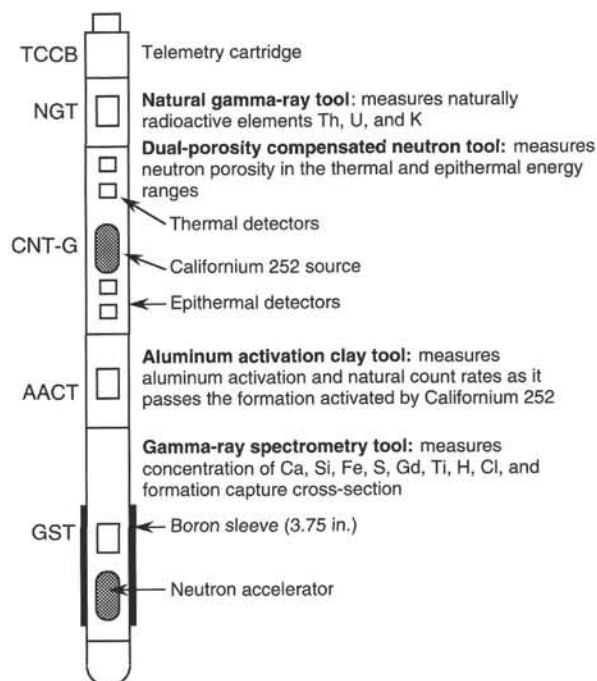 TCCB
Telemetry cartridge
NGT
Natural gamma-ray tool: measures naturally
radioactive elements Th, U, and K
Dual-porosity compensated neutron tool: measures
neutron porosity in the thermal and epithermal energy
ranges
Thermal detectors
CNT-G
Californium 252 source
Epithermal detectors
AACT
Aluminum activation clay tool: measures
aluminum activation and natural count rates as it
passes the formation activated by Californium 252
Gamma-ray spectrometry tool: measures
concentration of Ca, Si, Fe, S, Gd, Ti, H, Cl, and
formation capture cross-section
GST
Boron sleeve (3.75 in.)
Neutron accelerator